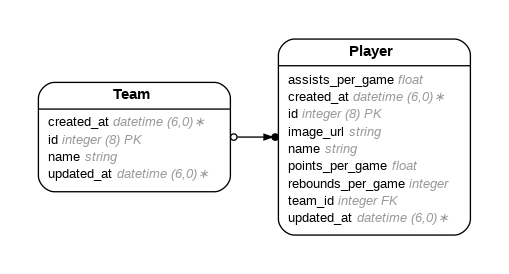 Team
created_at datetime (6,0)∗
id integer (8) PK
name string
updated_at datetime (6,0)∗
Player
assists_per_game float
created_at datetime (6,0)∗
id integer (8) PK
image_url string
name string
points_per_game float
rebounds_per_game integer
team_id integer FK
updated_at datetime (6,0)∗